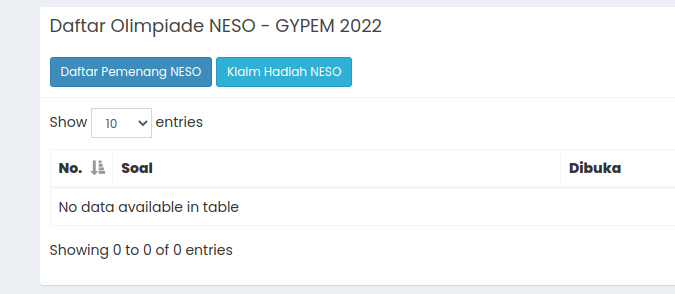 Daftar Olimpiade NESO - GYPEM 2022
Daftar Pemenang NESO Klaim Hadiah NESO
Show 10 entries
No. Soal Dibuka
No data available in table
Showing 0 to 0 of 0 entries